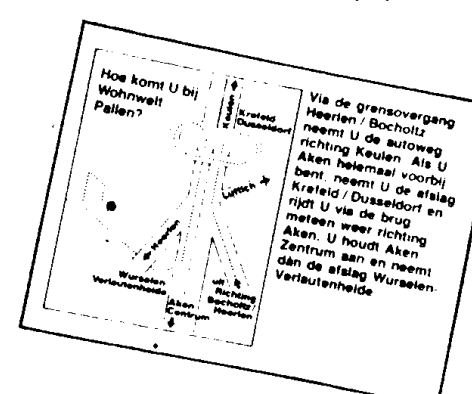 Hoe komt U bij
Wohnwelt
Pallen?
Keulen
Krefeld
Dusseldorf
Luttich
Heerlen
Wurselen
Verlautenheide
Aken
Centrum
uit
Richting
Bocholtz/
Heerlen
Via de grensovergang
Heerlen / Bocholtz
neemt U de autoweg
richting Keulen. Als U
Aken helemaal voorbij
bent, neemt U de afslag
Krefeld / Dusseldorf en
rijdt U via de brug
meteen weer richting
Aken. U houdt Aken
Zentrum aan en neemt
dan de afslag Wurselen-
Verlautenheide